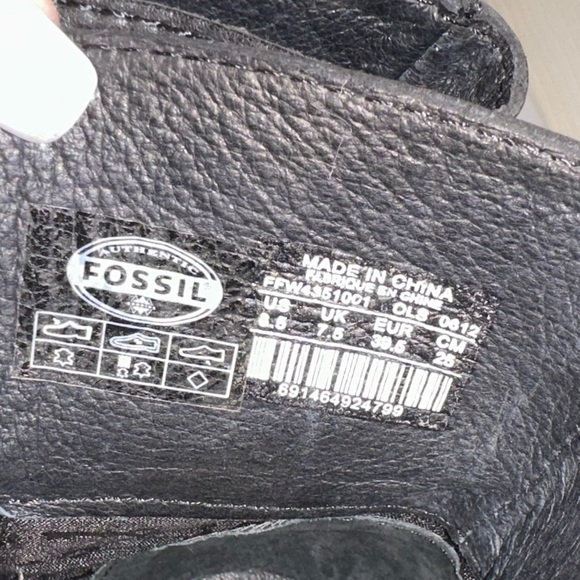 AUTHENTIC
FOSSIL
MADE IN CHINA
FABRIQUE EN CHINE
FFW4351001 OLS 0612
US UK EUR CM
8.5 7.5 39.5 26
691464924799